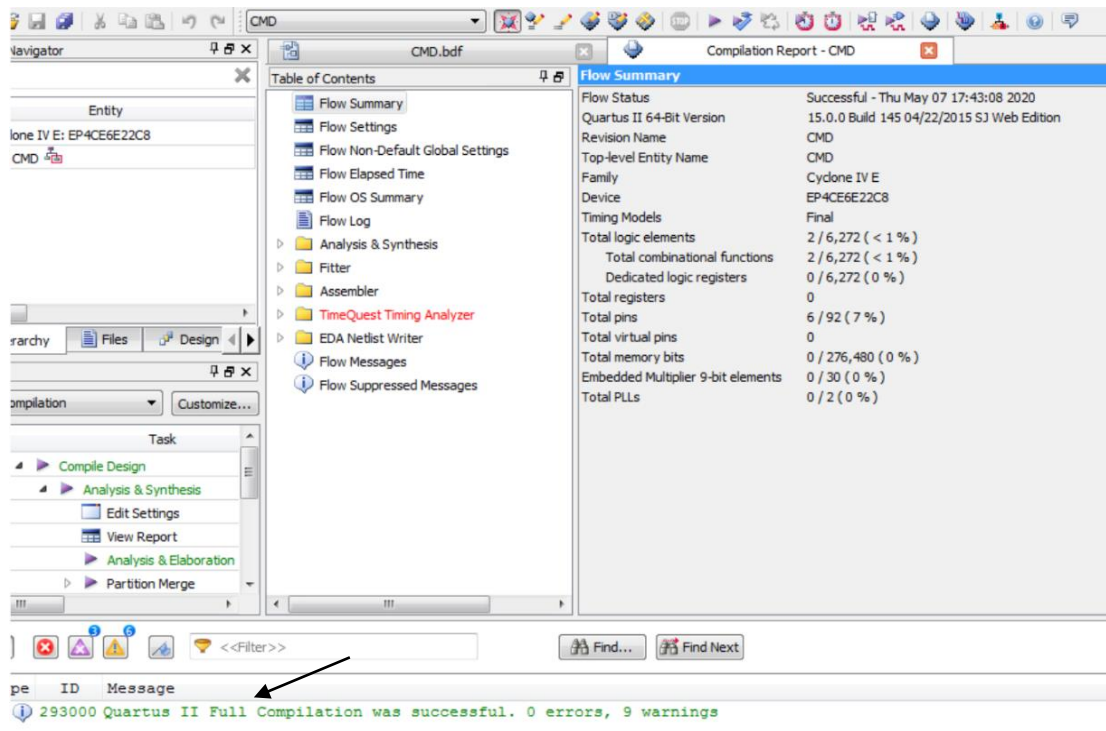 CMD
Navigator
Entity
lone IV E: EP4CE6E22C8
CMD
erarchy
Files
Design
ompilation
Customize...
Task
Compile Design
Analysis & Synthesis
Edit Settings
View Report
Analysis & Elaboration
Partition Merge
CMD.bdf
Compilation Report - CMD
Table of Contents
Flow Summary
Flow Settings
Flow Non-Default Global Settings
Flow Elapsed Time
Flow OS Summary
Flow Log
Analysis & Synthesis
Fitter
Assembler
TimeQuest Timing Analyzer
EDA Netlist Writer
Flow Messages
Flow Suppressed Messages
Flow Summary
Flow Status Successful - Thu May 07 17:43:08 2020
Quartus II 64-Bit Version 15.0.0 Build 145 04/22/2015 SJ Web Edition
Revision Name CMD
Top-level Entity Name CMD
Family Cyclone IV E
Device EP4CE6E22C8
Timing Models Final
Total logic elements 2 / 6,272 ( < 1 % )
Total combinational functions 2 / 6,272 ( < 1 % )
Dedicated logic registers 0 / 6,272 ( 0 % )
Total registers 0
Total pins 6 / 92 ( 7 % )
Total virtual pins 0
Total memory bits 0 / 276,480 ( 0 % )
Embedded Multiplier 9-bit elements 0 / 30 ( 0 % )
Total PLLs 0 / 2 ( 0 % )
3 6
<<Filter>> Find... Find Next
pe ID Message
293000 Quartus II Full Compilation was successful. 0 errors, 9 warnings